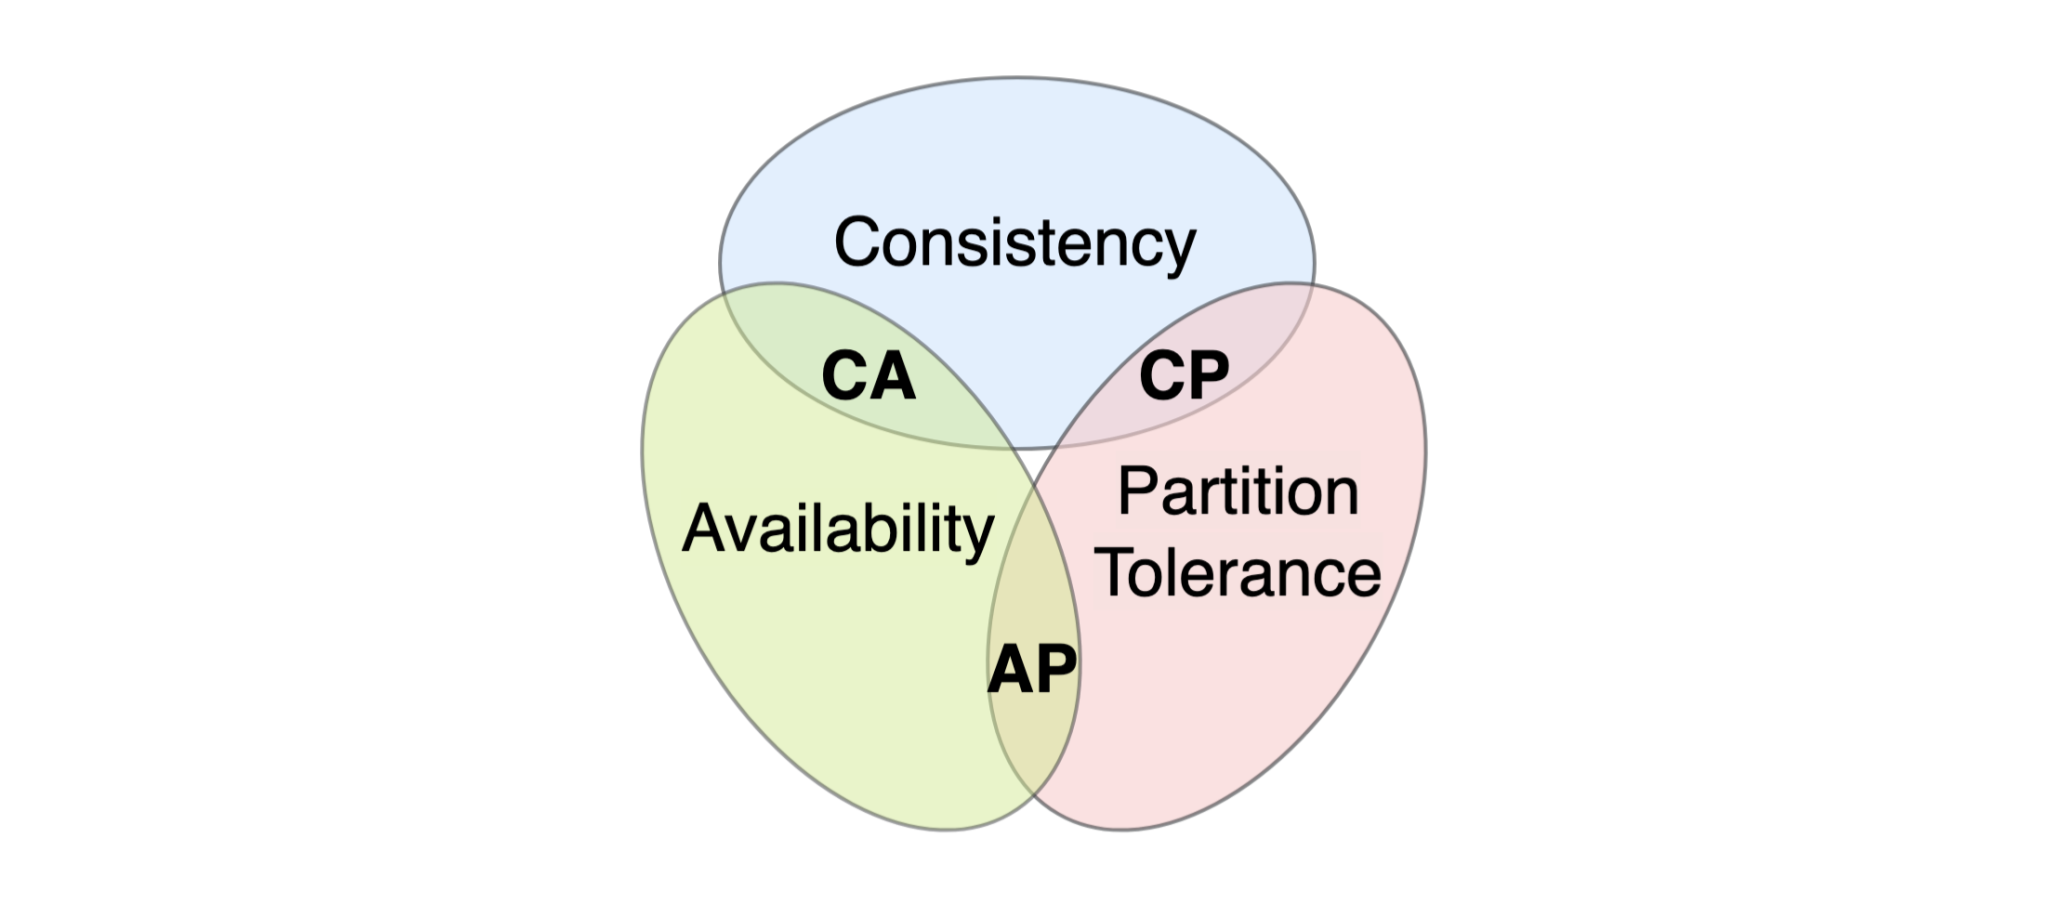 Consistency
CA
CP
Availability
Partition
Tolerance
AP